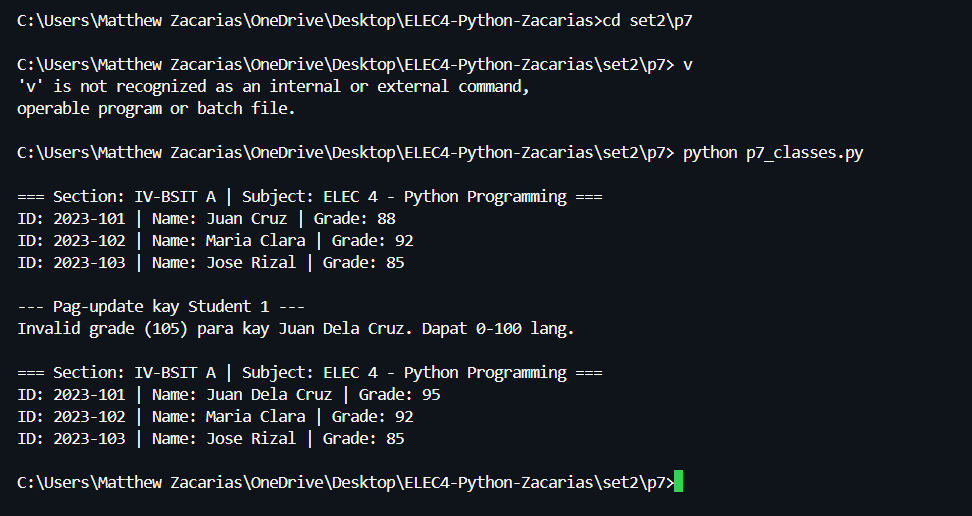 C:\Users\Matthew Zacarias\OneDrive\Desktop\ELEC4-Python-Zacarias>cd set2\p7
C:\Users\Matthew Zacarias\OneDrive\Desktop\ELEC4-Python-Zacarias\set2\p7> v
'v' is not recognized as an internal or external command,
operable program or batch file.
C:\Users\Matthew Zacarias\OneDrive\Desktop\ELEC4-Python-Zacarias\set2\p7> python p7_classes.py
=== Section: IV-BSIT A | Subject: ELEC 4 - Python Programming ===
ID: 2023-101 | Name: Juan Cruz | Grade: 88
ID: 2023-102 | Name: Maria Clara | Grade: 92
ID: 2023-103 | Name: Jose Rizal | Grade: 85
--- Pag-update kay Student 1 ---
Invalid grade (105) para kay Juan Dela Cruz. Dapat 0-100 lang.
=== Section: IV-BSIT A | Subject: ELEC 4 - Python Programming ===
ID: 2023-101 | Name: Juan Dela Cruz | Grade: 95
ID: 2023-102 | Name: Maria Clara | Grade: 92
ID: 2023-103 | Name: Jose Rizal | Grade: 85
C:\Users\Matthew Zacarias\OneDrive\Desktop\ELEC4-Python-Zacarias\set2\p7>